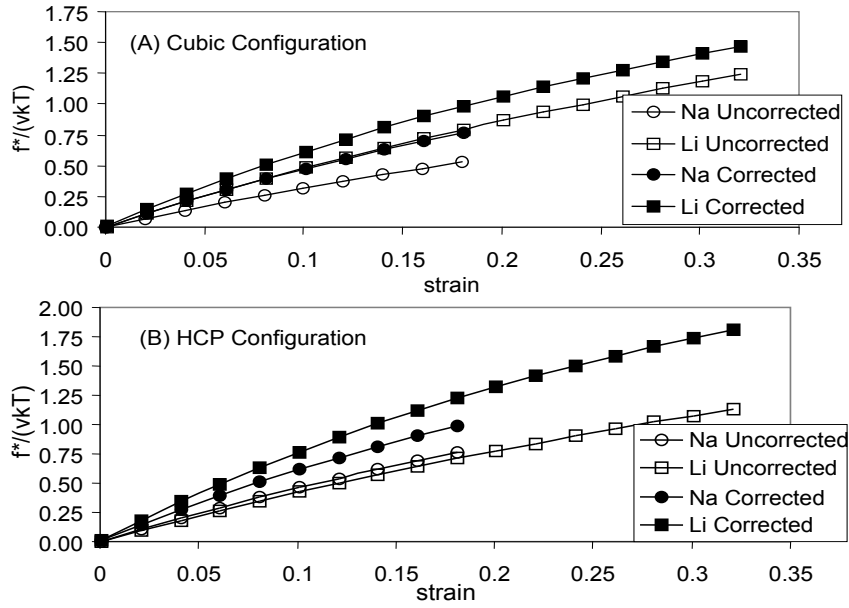 1.75
(A) Cubic Configuration
1.50
1.25
1.00
0.75
0.50
0.25
0.00
f*/(vkT)
Na Uncorrected
Li Uncorrected
Na Corrected
Li Corrected
0 0.05 0.1 0.15 0.2 0.25 0.3 0.35
strain
2.00
(B) HCP Configuration
1.75
1.50
1.25
1.00
0.75
0.50
0.25
0.00
f*/(vkT)
Na Uncorrected
Li Uncorrected
Na Corrected
Li Corrected
0 0.05 0.1 0.15 0.2 0.25 0.3 0.35
strain